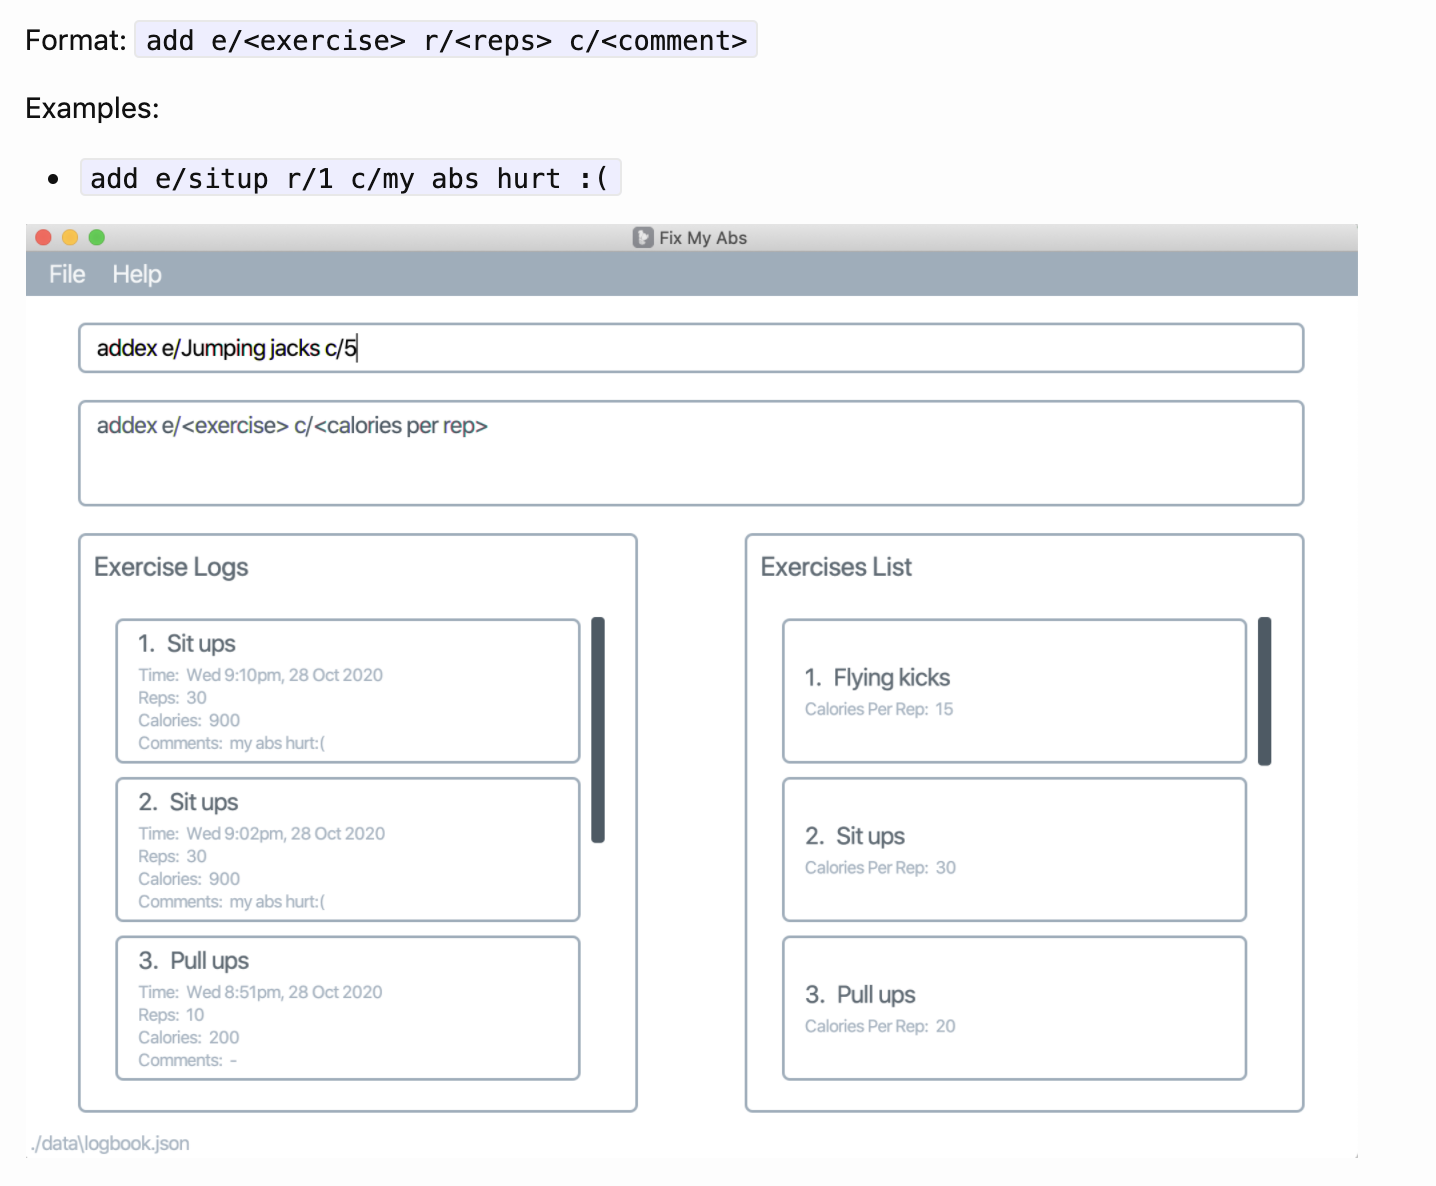 Format: add e/<exercise> r/<reps> c/<comment>
Examples:
• add e/situp r/1 c/my abs hurt :(
Fix My Abs
File Help
addex e/Jumping jacks c/5
addex e/<exercise> c/<calories per rep>
Exercise Logs
1. Sit ups
Time: Wed 9:10pm, 28 Oct 2020
Reps: 30
Calories: 900
Comments: my abs hurt:(
2. Sit ups
Time: Wed 9:02pm, 28 Oct 2020
Reps: 30
Calories: 900
Comments: my abs hurt:(
3. Pull ups
Time: Wed 8:51pm, 28 Oct 2020
Reps: 10
Calories: 200
Comments: -
Exercises List
1. Flying kicks
Calories Per Rep: 15
2. Sit ups
Calories Per Rep: 30
3. Pull ups
Calories Per Rep: 20
./data\logbook.json